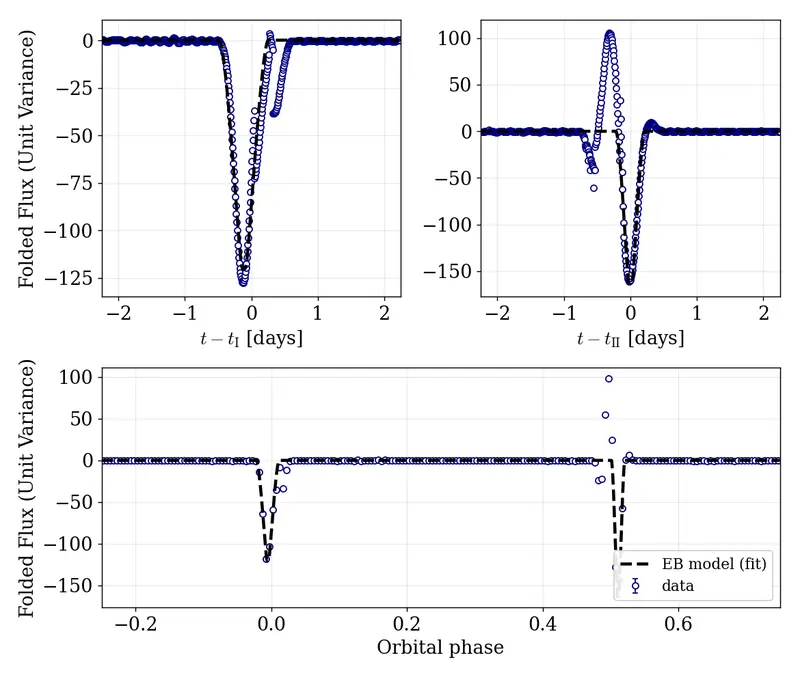 Folded Flux (Unit Variance)
0
−25
−50
−75
−100
−125
−2 −1 0 1 2
t − t_I [days]
100
50
0
−50
−100
−150
−2 −1 0 1 2
t − t_II [days]
Folded Flux (Unit Variance)
100
50
0
−50
−100
−150
EB model (fit)
data
−0.2 0.0 0.2 0.4 0.6
Orbital phase